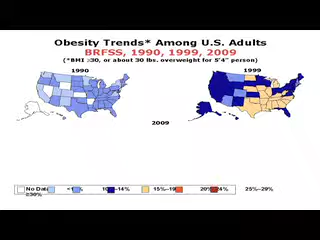 Obesity Trends* Among U.S. Adults
BRFSS, 1990, 1999, 2009
(*BMI ≥30, or about 30 lbs. overweight for 5'4" person)
1990 1999
2009
No Data 15%–19 25%–29%
≥30%